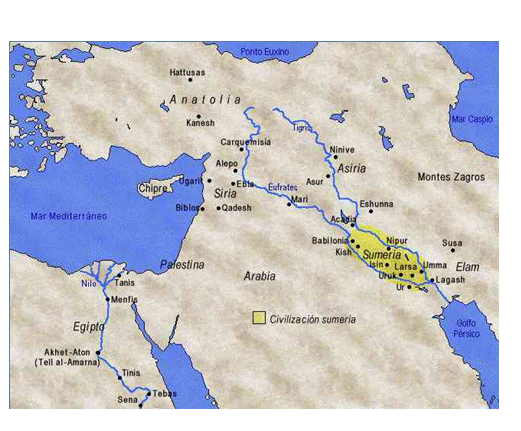 Ponto Euxino
Hattusas
Anatolia
Kanesh
Mar Caspio
Tigris
Carquemisia
Ninive
Alepo
Asiria
Ugarit
Ebla
Asur
Montes Zagros
Chipre
Siria
Eufrates
Mari
Eshunna
Biblos
Qadesh
Mar Mediterráneo
Acadia
Babilonia
Nipur
Susa
Kish
Sumeria
Palestina
Isin
Larsa
Umma
Elam
Arabia
Uruk
Lagash
Nilo
Tanis
Ur
Menfis
Civilización sumeria
Golfo
Pérsico
Egipto
Akhet-Aton
(Tell al-Amarna)
Tinis
Tebas
Sena